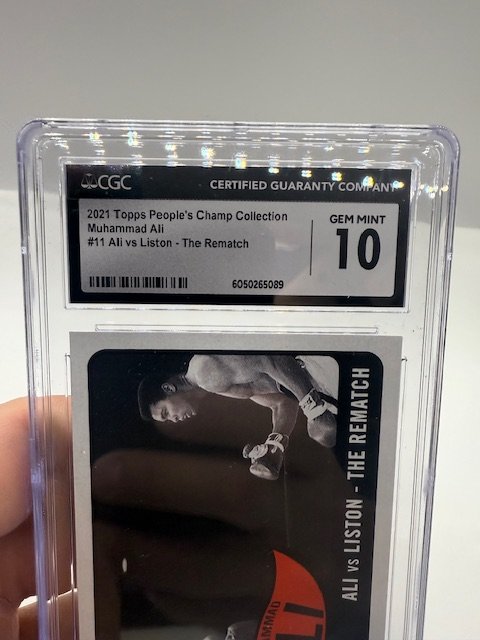 CGC
CERTIFIED GUARANTY COMPANY
2021 Topps People's Champ Collection
Muhammad Ali
#11 Ali vs Liston - The Rematch
GEM MINT
10
6050265089
ALI vs LISTON - THE REMATCH